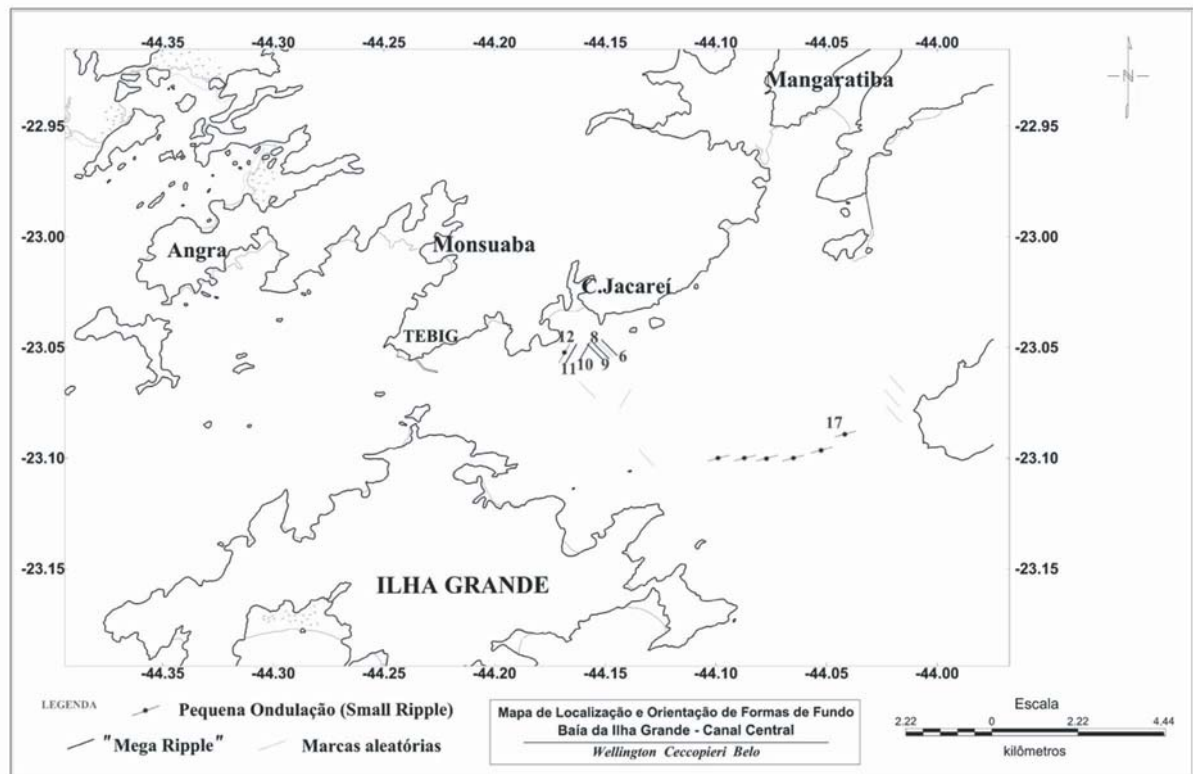 -44.35 -44.30 -44.25 -44.20 -44.15 -44.10 -44.05 -44.00
Mangaratiba
N
-22.95 -22.95
-23.00 -23.00
Angra
Monsuaba
C.Jacareí
TEBIG
12 8
-23.05 -23.05
11 10 9 6
17
-23.10 -23.10
-23.15 -23.15
ILHA GRANDE
-44.35 -44.30 -44.25 -44.20 -44.15 -44.10 -44.05 -44.00
LEGENDA
Pequena Ondulação (Small Ripple)
"Mega Ripple"
Marcas aleatórias
Mapa de Localização e Orientação de Formas de Fundo
Baía da Ilha Grande - Canal Central
Wellington Ceccopieri Belo
Escala
2.22 0 2.22 4.44
kilômetros